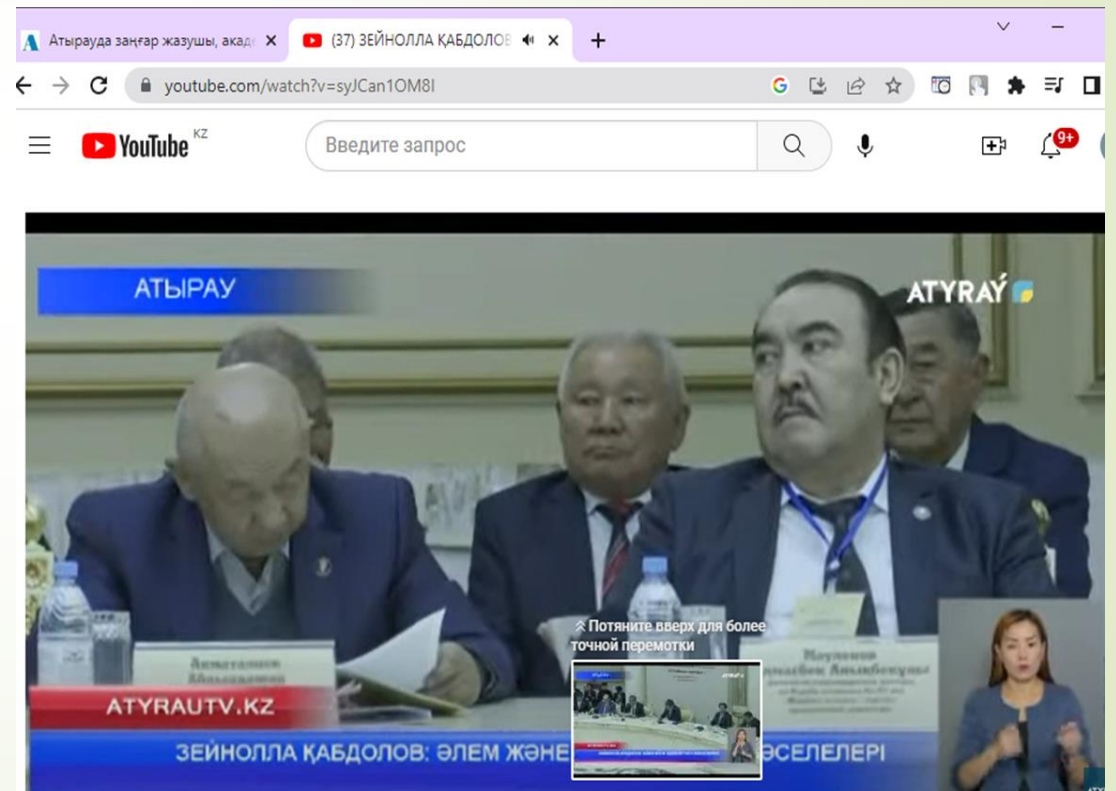 Атырауда заңғар жазушы, акад
(37) ЗЕЙНОЛЛА ҚАБДОЛОВ
youtube.com/watch?v=syJCan1OM8I
YouTube KZ
Введите запрос
9+
АТЫРАУ
ATYRAÝ
Потяните вверх для более
точной перемотки
ATYRAUTV.KZ
ЗЕЙНОЛЛА ҚАБДОЛОВ: ӘЛЕМ ЖӘНЕ ӘСЕЛЕЛЕРІ